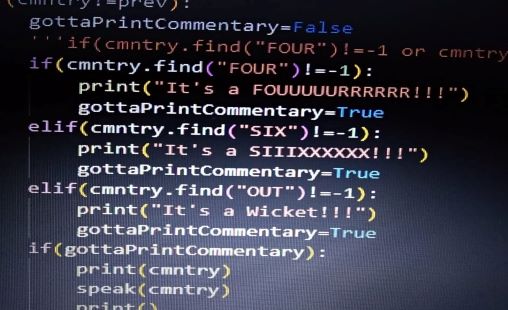 (cmntry!=prev):
gottaPrintCommentary=False
'''if(cmntry.find("FOUR")!=-1 or cmntry
if(cmntry.find("FOUR")!=-1):
print("It's a FOUUUUURRRRRR!!!")
gottaPrintCommentary=True
elif(cmntry.find("SIX")!=-1):
print("It's a SIIIXXXXXX!!!")
gottaPrintCommentary=True
elif(cmntry.find("OUT")!=-1):
print("It's a Wicket!!!")
gottaPrintCommentary=True
if(gottaPrintCommentary):
print(cmntry)
speak(cmntry)
print()